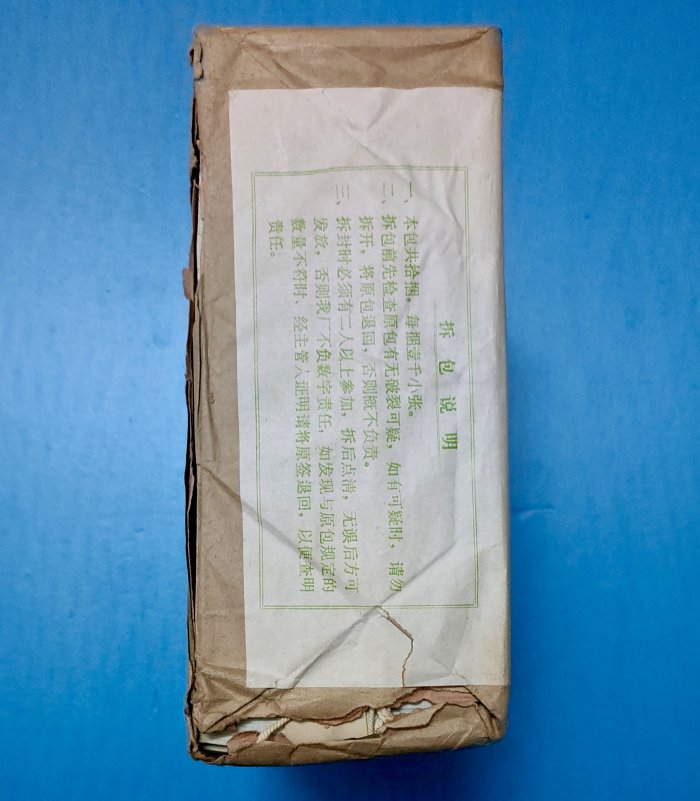 拆包说明
一、本包共拾捆，每捆壹千小张。
二、拆包前先检查原包有无破裂可疑，如有可疑时，请勿
拆开，将原包退回，否则概不负责。
三、拆封时必须有二人以上参加，拆后点清，无误后方可
发放，否则我厂不负数字责任，如发现与原包规定的
数量不符时，经主管人证明请将原签退回，以便查明
责任。